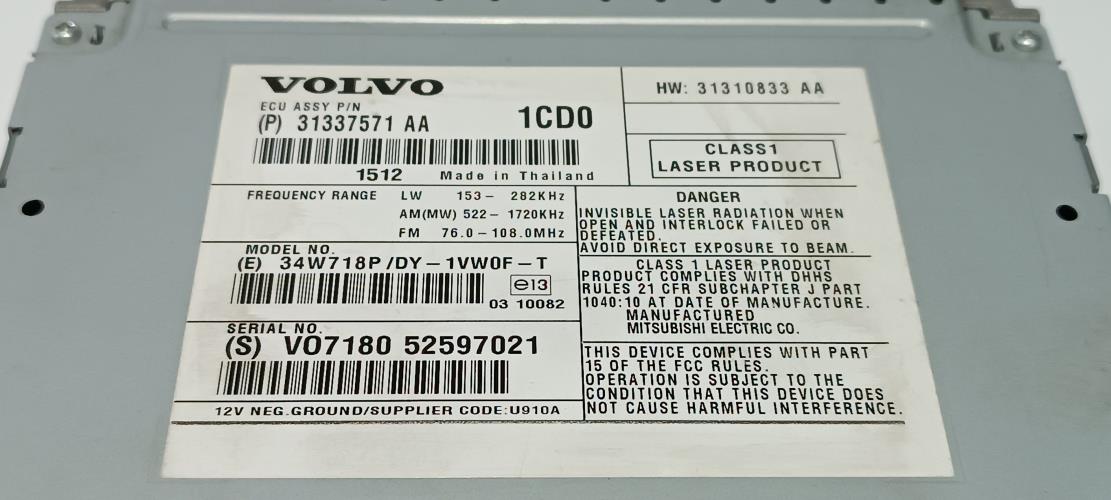 VOLVO
ECU ASSY P/N
(P) 31337571 AA
1CD0
1512 Made in Thailand
HW: 31310833 AA
CLASS1
LASER PRODUCT
FREQUENCY RANGE LW 153– 282KHz
AM(MW) 522– 1720KHz
FM 76.0–108.0MHz
MODEL NO.
(E) 34W718P/DY–1VW0F–T
e13
03 10082
SERIAL NO.
(S) VO7180 52597021
12V NEG.GROUND/SUPPLIER CODE:U910A
DANGER
INVISIBLE LASER RADIATION WHEN
OPEN AND INTERLOCK FAILED OR
DEFEATED.
AVOID DIRECT EXPOSURE TO BEAM.
CLASS 1 LASER PRODUCT
PRODUCT COMPLIES WITH DHHS
RULES 21 CFR SUBCHAPTER J PART
1040:10 AT DATE OF MANUFACTURE.
MANUFACTURED
MITSUBISHI ELECTRIC CO.
THIS DEVICE COMPLIES WITH PART
15 OF THE FCC RULES.
OPERATION IS SUBJECT TO THE
CONDITION THAT THIS DEVICE DOES
NOT CAUSE HARMFUL INTERFERENCE.